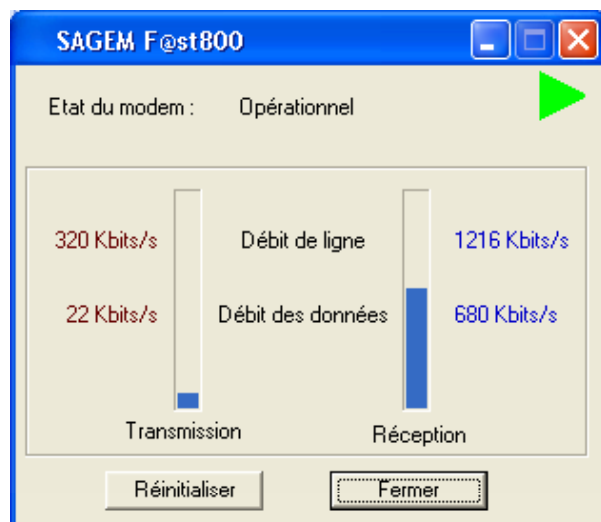 SAGEM F@st800
Etat du modem : Opérationnel
320 Kbits/s Débit de ligne 1216 Kbits/s
22 Kbits/s Débit des données 680 Kbits/s
Transmission Réception
Réinitialiser Fermer